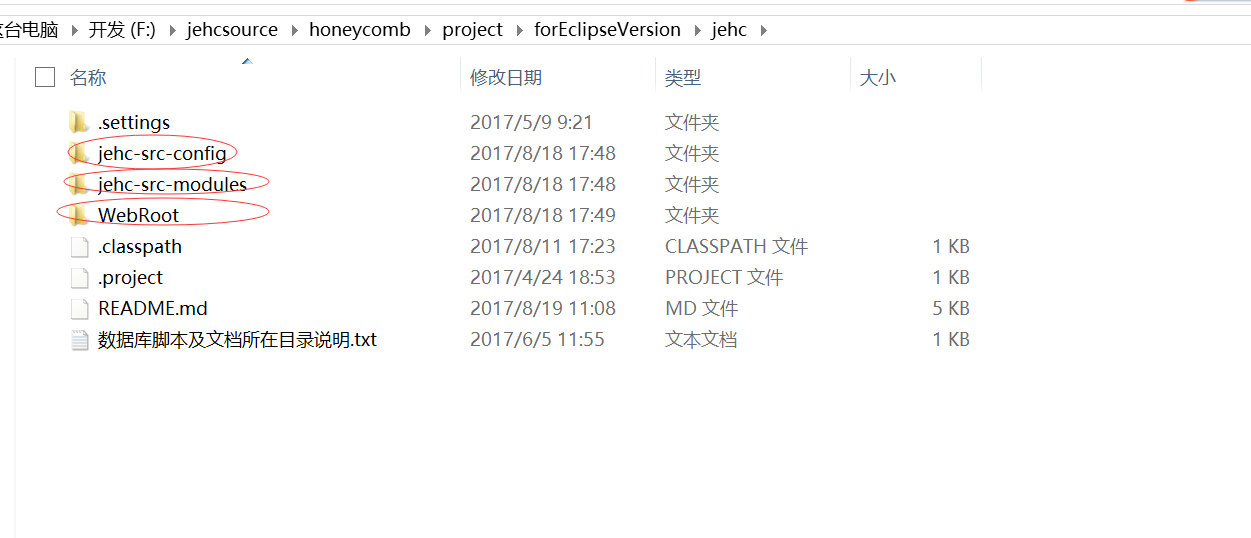 这台电脑 开发 (F:) jehcsource honeycomb project forEclipseVersion jehc
名称 修改日期 类型 大小
.settings 2017/5/9 9:21 文件夹
jehc-src-config 2017/8/18 17:48 文件夹
jehc-src-modules 2017/8/18 17:48 文件夹
WebRoot 2017/8/18 17:49 文件夹
.classpath 2017/8/11 17:23 CLASSPATH 文件 1 KB
.project 2017/4/24 18:53 PROJECT 文件 1 KB
README.md 2017/8/19 11:08 MD 文件 5 KB
数据库脚本及文档所在目录说明.txt 2017/6/5 11:55 文本文档 1 KB